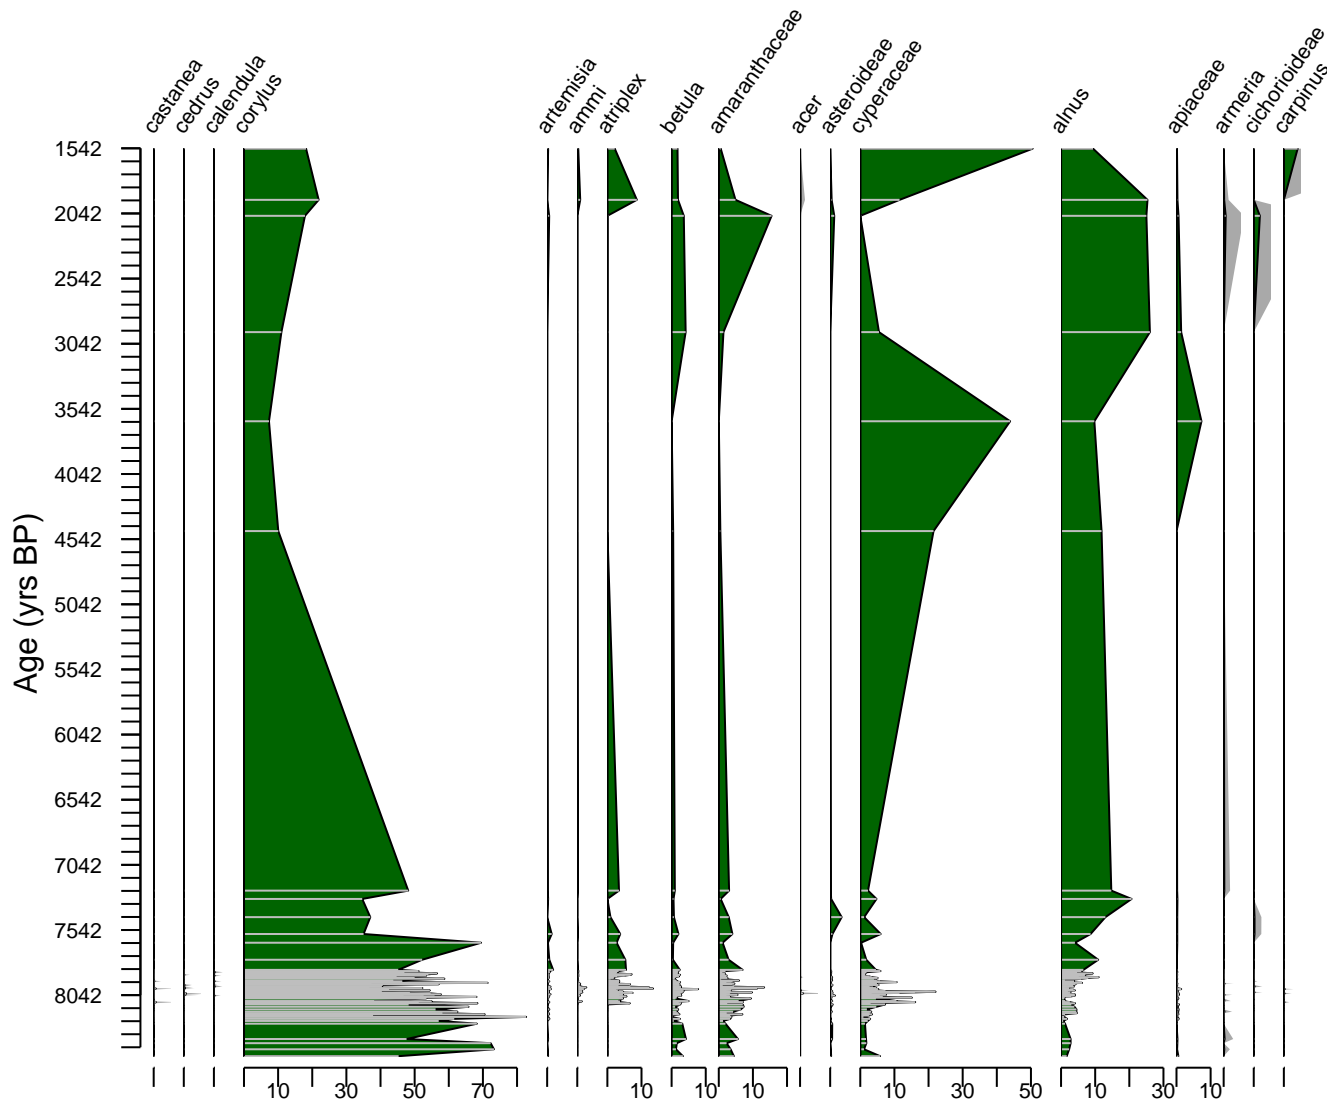 castanea
cedrus
calendula
corylus
artemisia
ammi
atriplex
betula
amaranthaceae
acer
asteroideae
cyperaceae
alnus
apiaceae
armeria
cichorioideae
carpinus
Age (yrs BP)
1542
2042
2542
3042
3542
4042
4542
5042
5542
6042
6542
7042
7542
8042
10 30 50 70 10 10 10 10 30 50 10 30 10